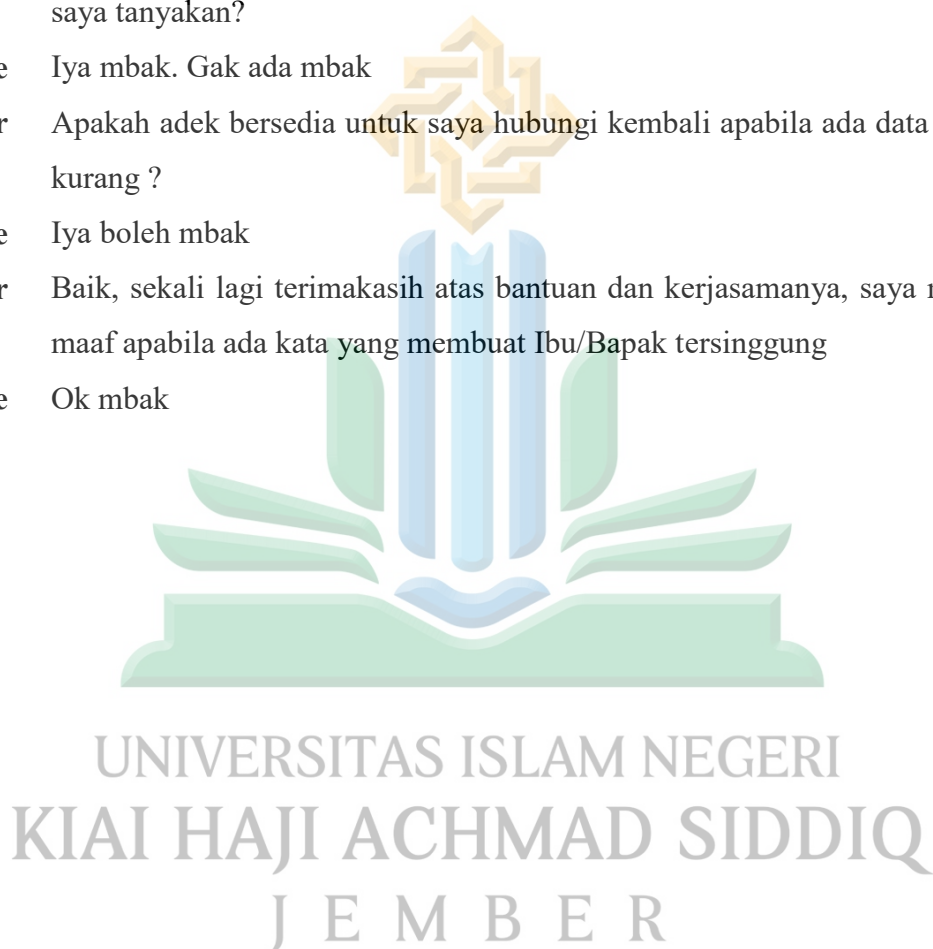 saya tanyakan?
e Iya mbak. Gak ada mbak
r Apakah adek bersedia untuk saya hubungi kembali apabila ada data
kurang ?
e Iya boleh mbak
r Baik, sekali lagi terimakasih atas bantuan dan kerjasamanya, saya
maaf apabila ada kata yang membuat Ibu/Bapak tersinggung
e Ok mbak
UNIVERSITAS ISLAM NEGERI
KIAI HAJI ACHMAD SIDDIQ
JEMBER